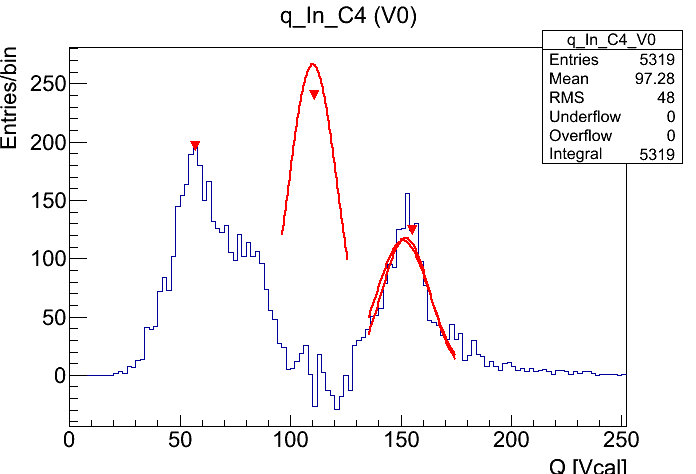 q_In_C4 (V0)
q_In_C4_V0
Entries 5319
Mean 97.28
RMS 48
Underflow 0
Overflow 0
Integral 5319
Entries/bin
250
200
150
100
50
0
0 50 100 150 200 250
Q [Vcal]